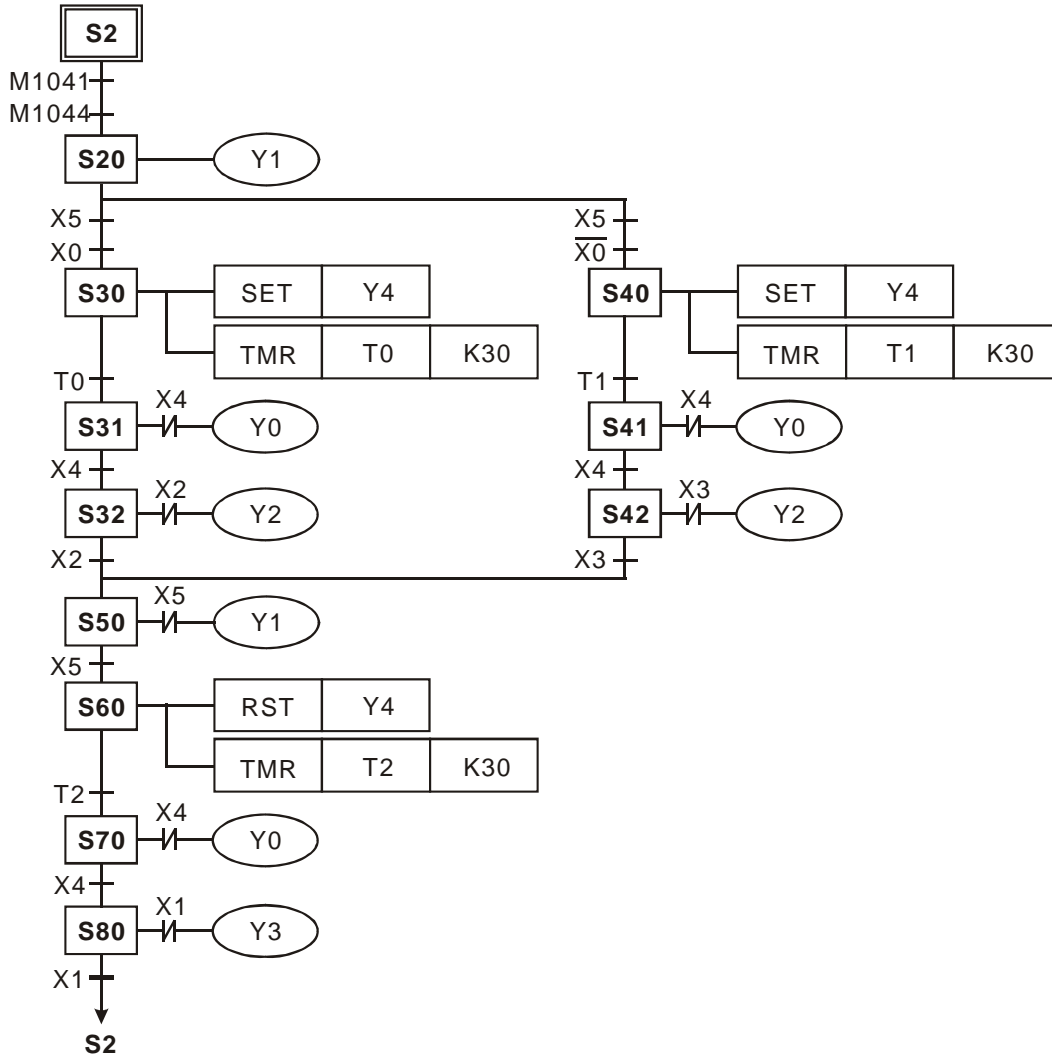 S2
M1041
M1044
S20 Y1
X5 X5
X0 X0
S30 SET Y4 S40 SET Y4
TMR T0 K30 TMR T1 K30
T0 T1
X4 X4
S31 Y0 S41 Y0
X4 X4
X2 X3
S32 Y2 S42 Y2
X2 X3
X5
S50 Y1
X5
S60 RST Y4
TMR T2 K30
T2
X4
S70 Y0
X4
X1
S80 Y3
X1
S2